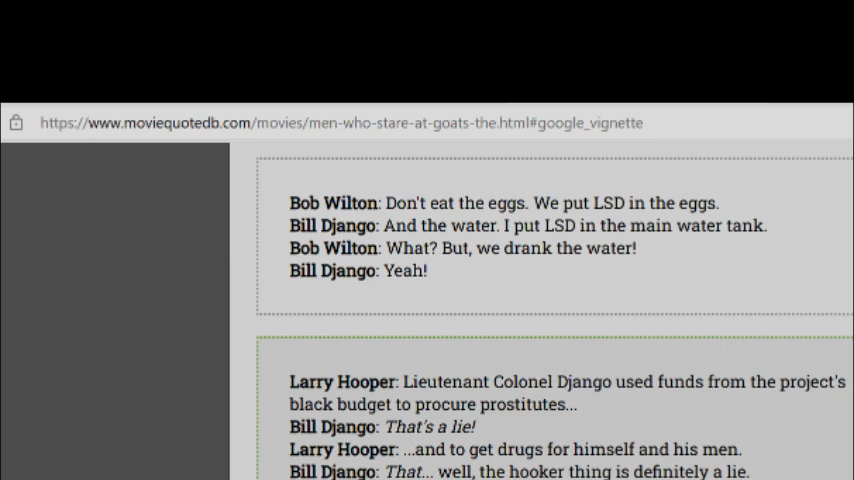 https://www.moviequotedb.com/movies/men-who-stare-at-goats-the.html#google_vignette
Bob Wilton: Don't eat the eggs. We put LSD in the eggs.
Bill Django: And the water. I put LSD in the main water tank.
Bob Wilton: What? But, we drank the water!
Bill Django: Yeah!
Larry Hooper: Lieutenant Colonel Django used funds from the project's
black budget to procure prostitutes...
Bill Django: That's a lie!
Larry Hooper: ...and to get drugs for himself and his men.
Bill Django: That... well, the hooker thing is definitely a lie.